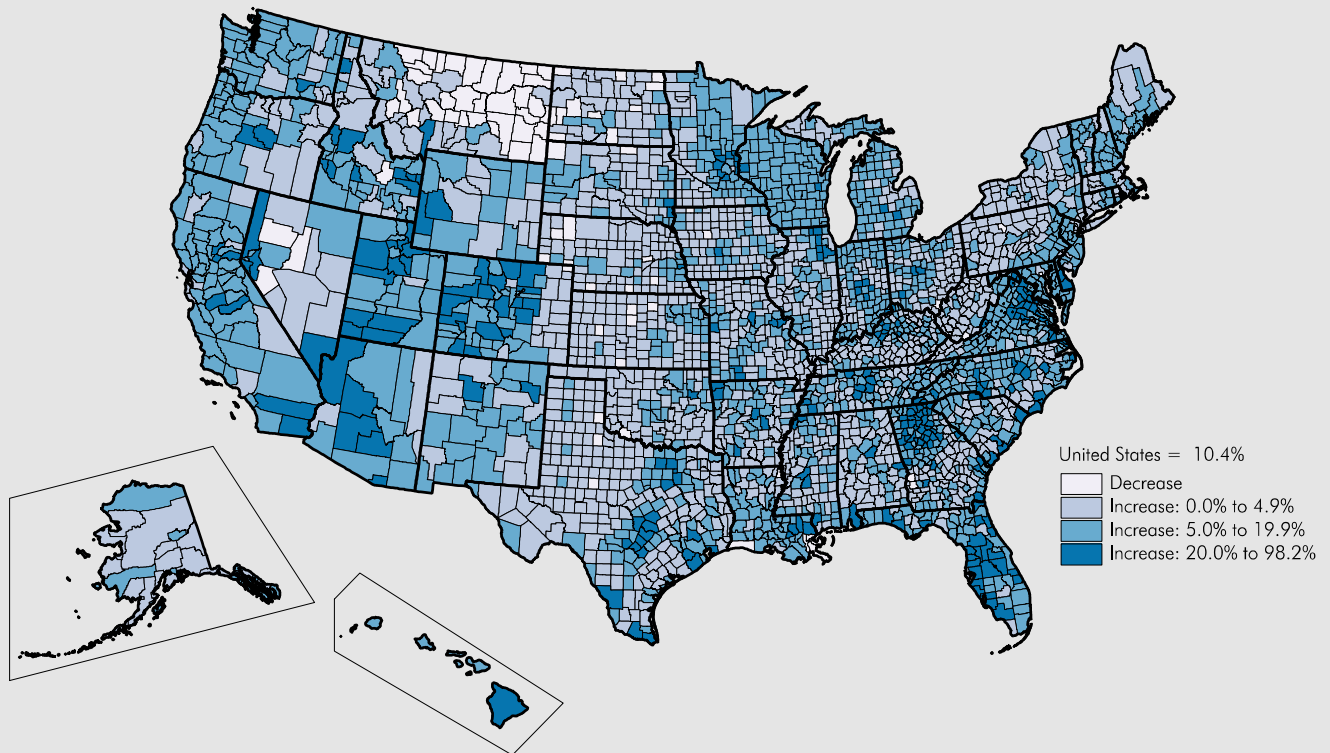 United States = 10.4%
Decrease
Increase: 0.0% to 4.9%
Increase: 5.0% to 19.9%
Increase: 20.0% to 98.2%